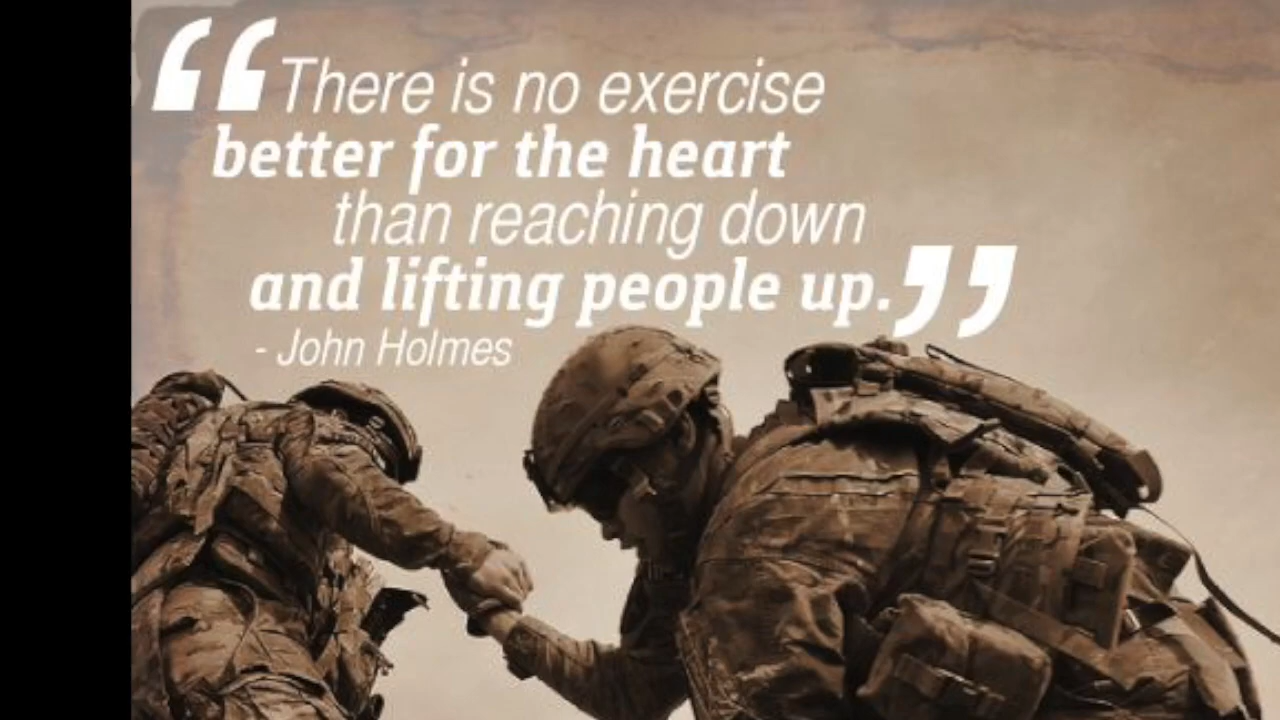 “There is no exercise
better for the heart
than reaching down
and lifting people up.”
- John Holmes